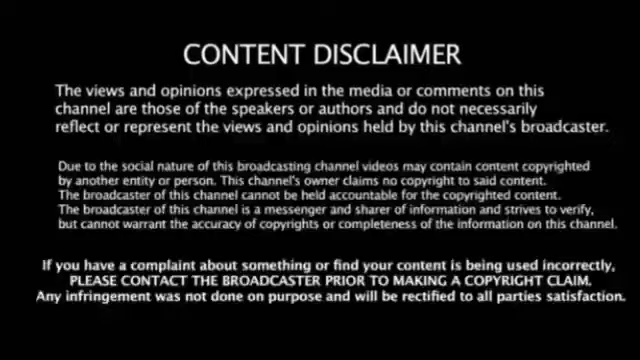 CONTENT DISCLAIMER
The views and opinions expressed in the media or comments on this
channel are those of the speakers or authors and do not necessarily
reflect or represent the views and opinions held by this channel's broadcaster.
Due to the social nature of this broadcasting channel videos may contain content copyrighted
by another entity or person. This channel's owner claims no copyright to said content.
The broadcaster of this channel cannot be held accountable for the copyrighted content.
The broadcaster of this channel is a messenger and sharer of information and strives to verify,
but cannot warrant the accuracy of copyrights or completeness of the information on this channel.
If you have a complaint about something or find your content is being used incorrectly,
PLEASE CONTACT THE BROADCASTER PRIOR TO MAKING A COPYRIGHT CLAIM.
Any infringement was not done on purpose and will be rectified to all parties satisfaction.